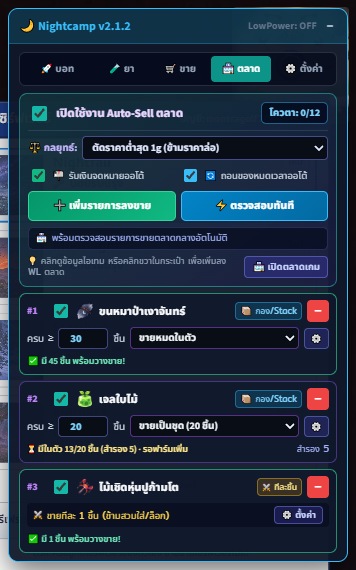 Nightcamp v2.1.2
LowPower: OFF −
บอท ยา ขาย ตลาด ตั้งค่า
เปิดใช้งาน Auto-Sell ตลาด
โควตา: 0/12
กลยุทธ์: ตัดราคาต่ำสุด 1g (ข้ามราคาล่อ)
รับเงินจดหมายออโต้
ถอนของหมดเวลาออโต้
เพิ่มรายการลงขาย
ตรวจสอบทันที
พร้อมตรวจสอบรายการขายตลาดกลางอัตโนมัติ
คลิกดูข้อมูลไอเทม หรือคลิกขวาในกระเป๋า เพื่อเพิ่มลง
WL ตลาด
เปิดตลาดเกม
#1 ขนหมาป่าเงาจันทร์ กอง/Stack −
ครบ ≥ 30 ชิ้น ขายหมดในตัว
มี 45 ชิ้น พร้อมวางขาย!
#2 เจลใบไม้ กอง/Stack −
ครบ ≥ 20 ชิ้น ขายเป็นชุด (20 ชิ้น)
มีในตัว 13/20 ชิ้น (สำรอง 5) - รอฟาร์มเพิ่ม
สำรอง 5
#3 ไม้เชิดหุ่นปูก้ามโต ทีละชิ้น −
ขายทีละ 1 ชิ้น (ข้ามสวมใส่/ล็อก)
ตั้งค่า
มี 1 ชิ้น พร้อมวางขาย!